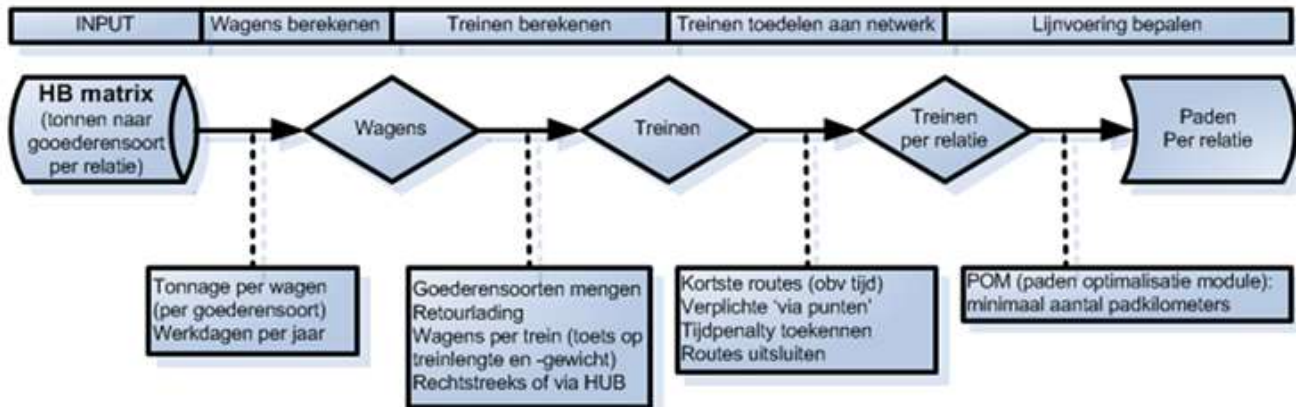 INPUT
Wagens berekenen
Treinen berekenen
Treinen toedelen aan netwerk
Lijnvoering bepalen
HB matrix
(tonnen naar
gooederensoort
per relatie)
Wagens
Treinen
Treinen
per relatie
Paden
Per relatie
Tonnage per wagen
(per goederensoort)
Werkdagen per jaar
Goederensoorten mengen
Retourlading
Wagens per trein (toets op
treinlengte en -gewicht)
Rechtstreeks of via HUB
Kortste routes (obv tijd)
Verplichte ‘via punten’
Tijdpenalty toekennen
Routes uitsluiten
POM (paden optimalisatie module):
minimaal aantal padkilometers